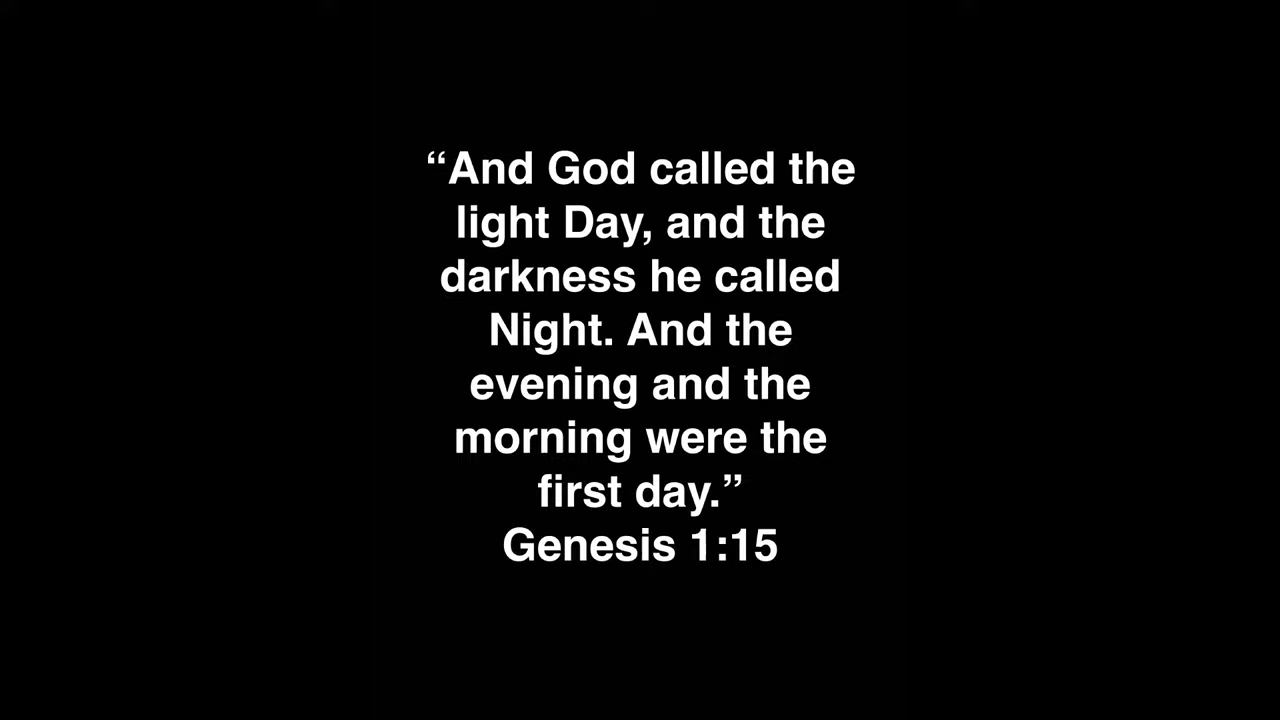 “And God called the
light Day, and the
darkness he called
Night. And the
evening and the
morning were the
first day.”
Genesis 1:15